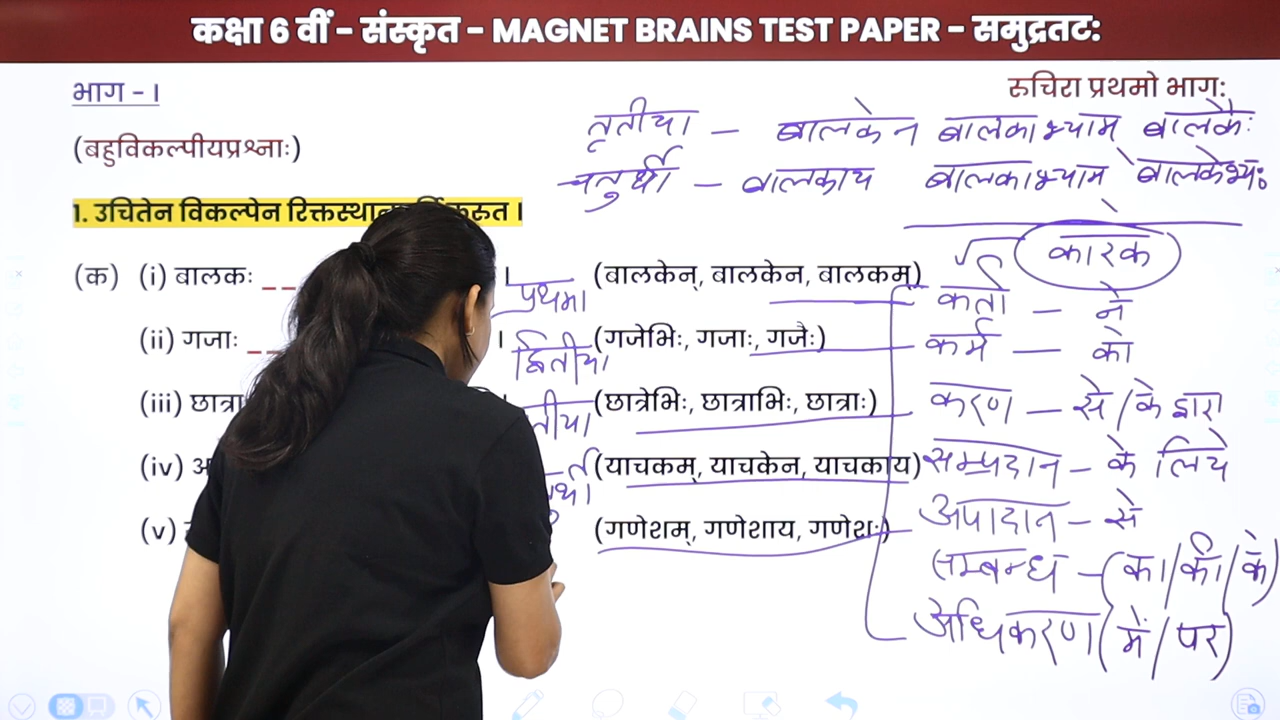 कक्षा 6 वीं - संस्कृत - MAGNET BRAINS TEST PAPER - समुद्रतट:
भाग - I
रुचिरा प्रथमो भाग:
(बहुविकल्पीयप्रश्ना:)
तृतीया - बालकेन बालकाभ्याम् बालकैः
चतुर्थी - बालकाय बालकाभ्याम् बालकेभ्यः
1. उचितेन विकल्पेन
कारक
(क) (i) बालकः (बालकेन्, बालकेन, बालकम्)
प्रथमा
कर्ता - ने
(ii) गजाः (गजेभिः, गजाः, गजैः)
द्वितीया
कर्म - को
(iii) (छात्रेभिः, छात्राभिः, छात्राः)
करण - से/के द्वारा
(iv) (याचकम्, याचकेन, याचकाय)
सम्प्रदान - के लिये
(v) (गणेशम्, गणेशाय, गणेशः)
अपादान - से
सम्बन्ध - (का/की/के)
अधिकरण (में/पर)